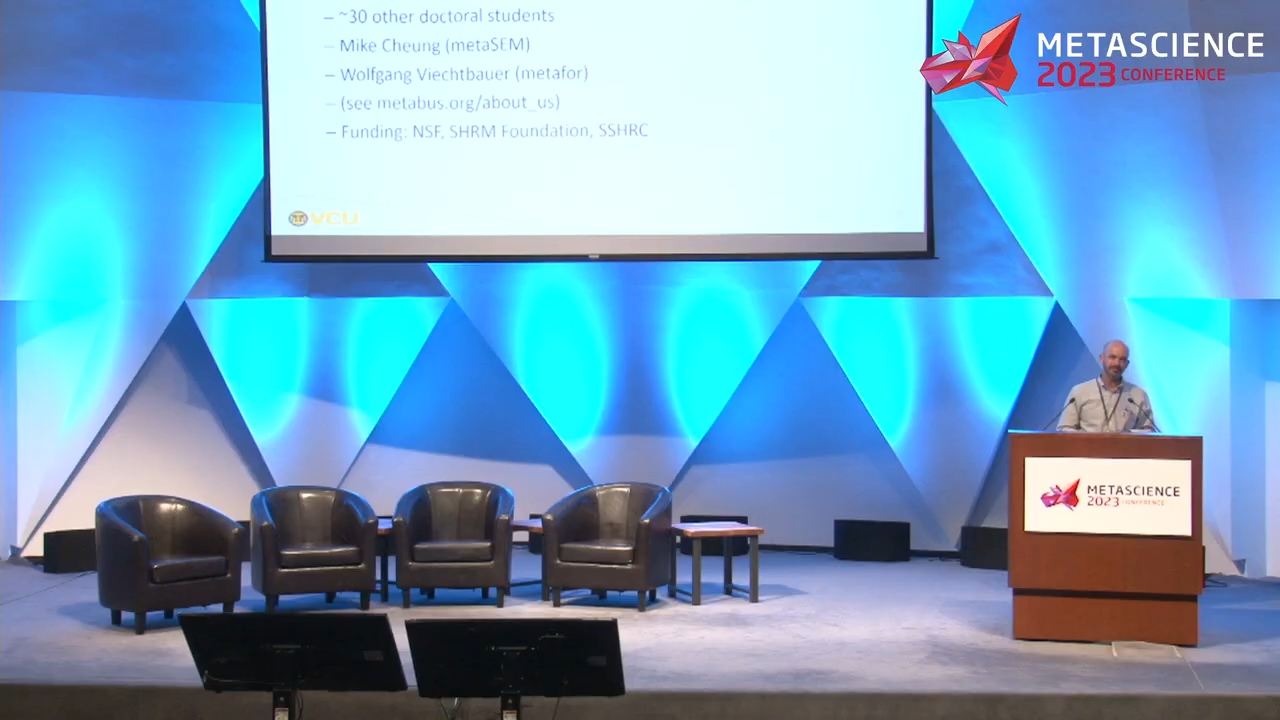 – ~30 other doctoral students
– Mike Cheung (metaSEM)
– Wolfgang Viechtbauer (metafor)
– (see metabus.org/about_us)
– Funding: NSF, SHRM Foundation, SSHRC
VCU
METASCIENCE
2023 CONFERENCE
METASCIENCE
2023 CONFERENCE